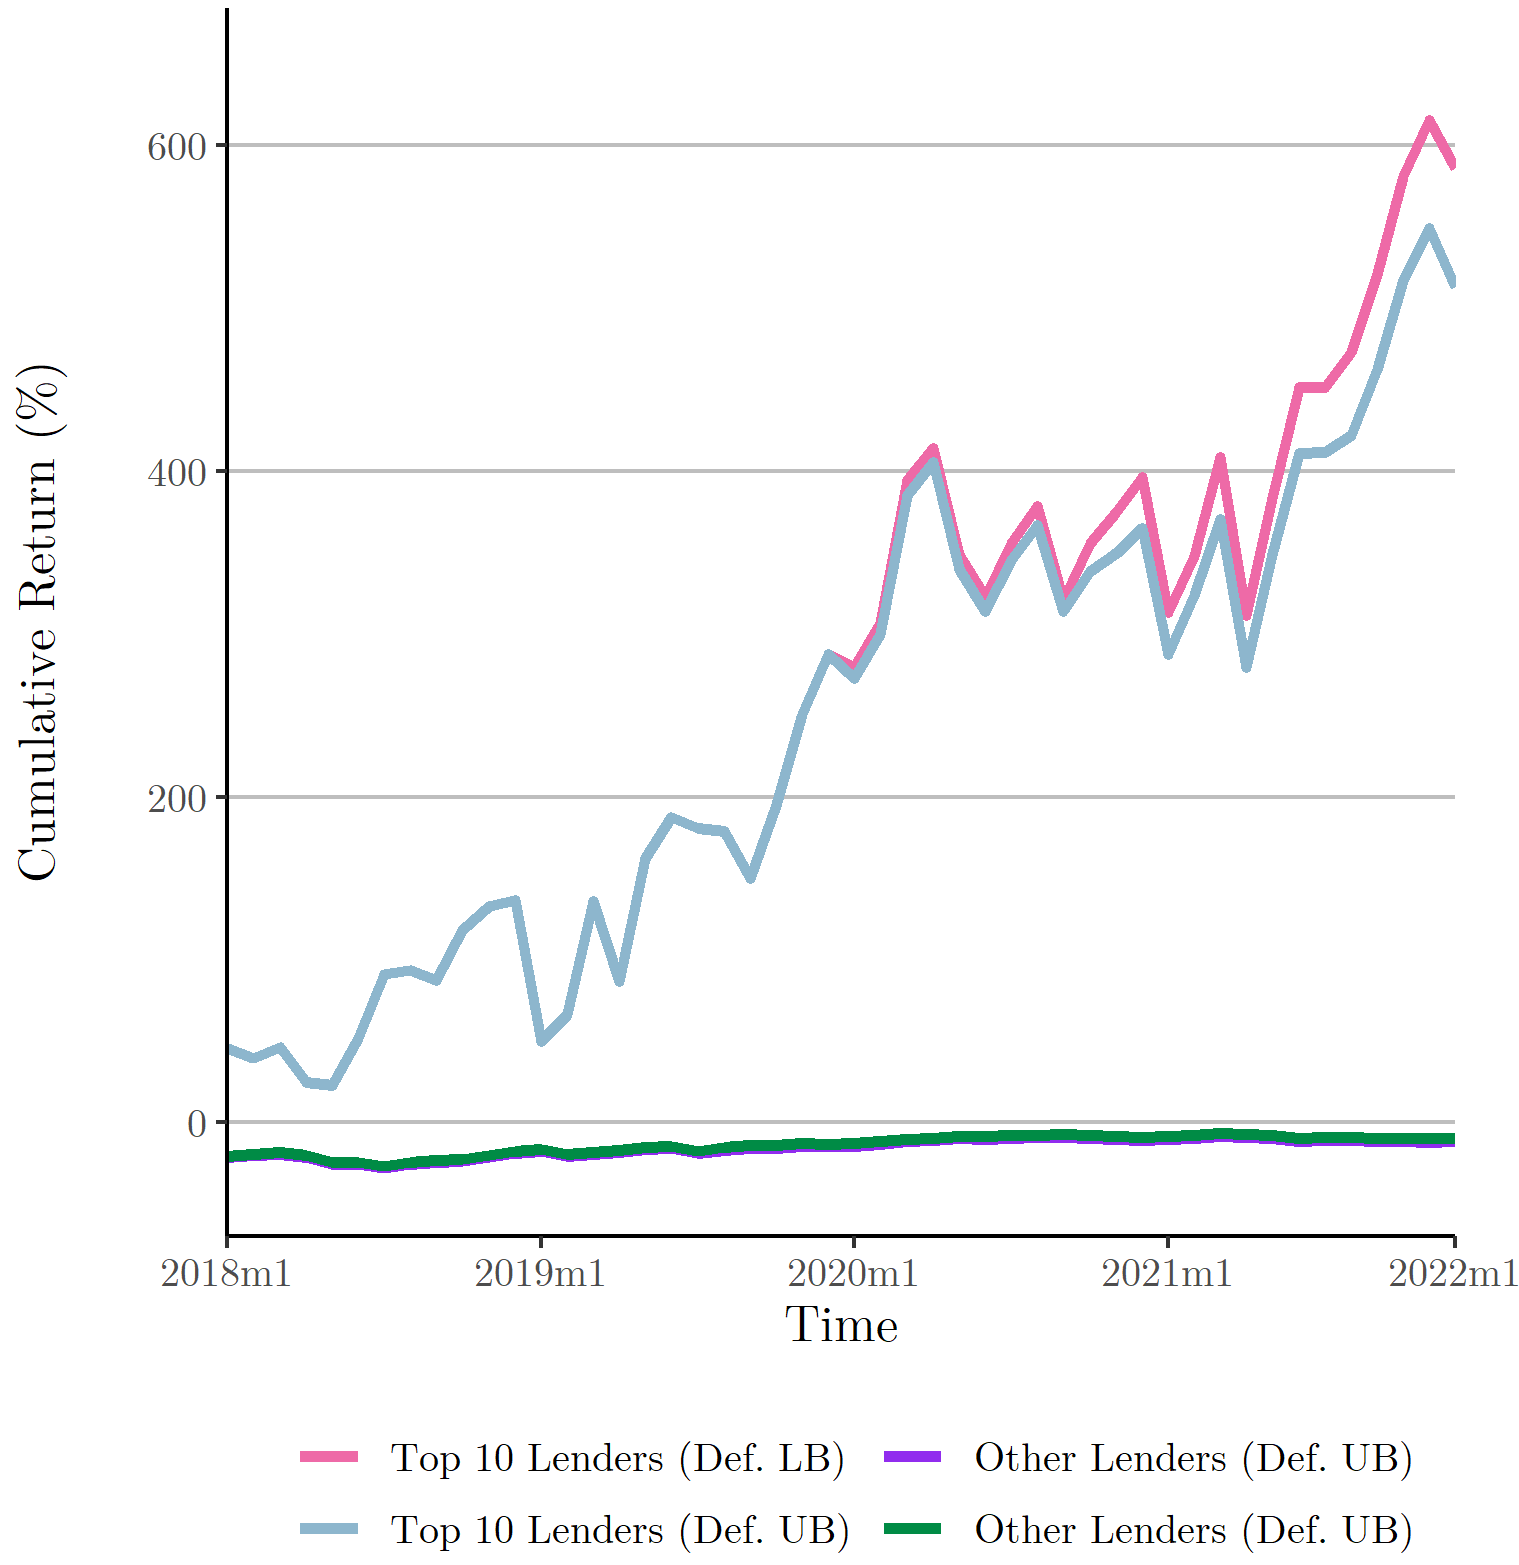 Cumulative Return (%)
600
400
200
0
2018m1 2019m1 2020m1 2021m1 2022m1
Time
Top 10 Lenders (Def. LB) Other Lenders (Def. UB)
Top 10 Lenders (Def. UB) Other Lenders (Def. UB)